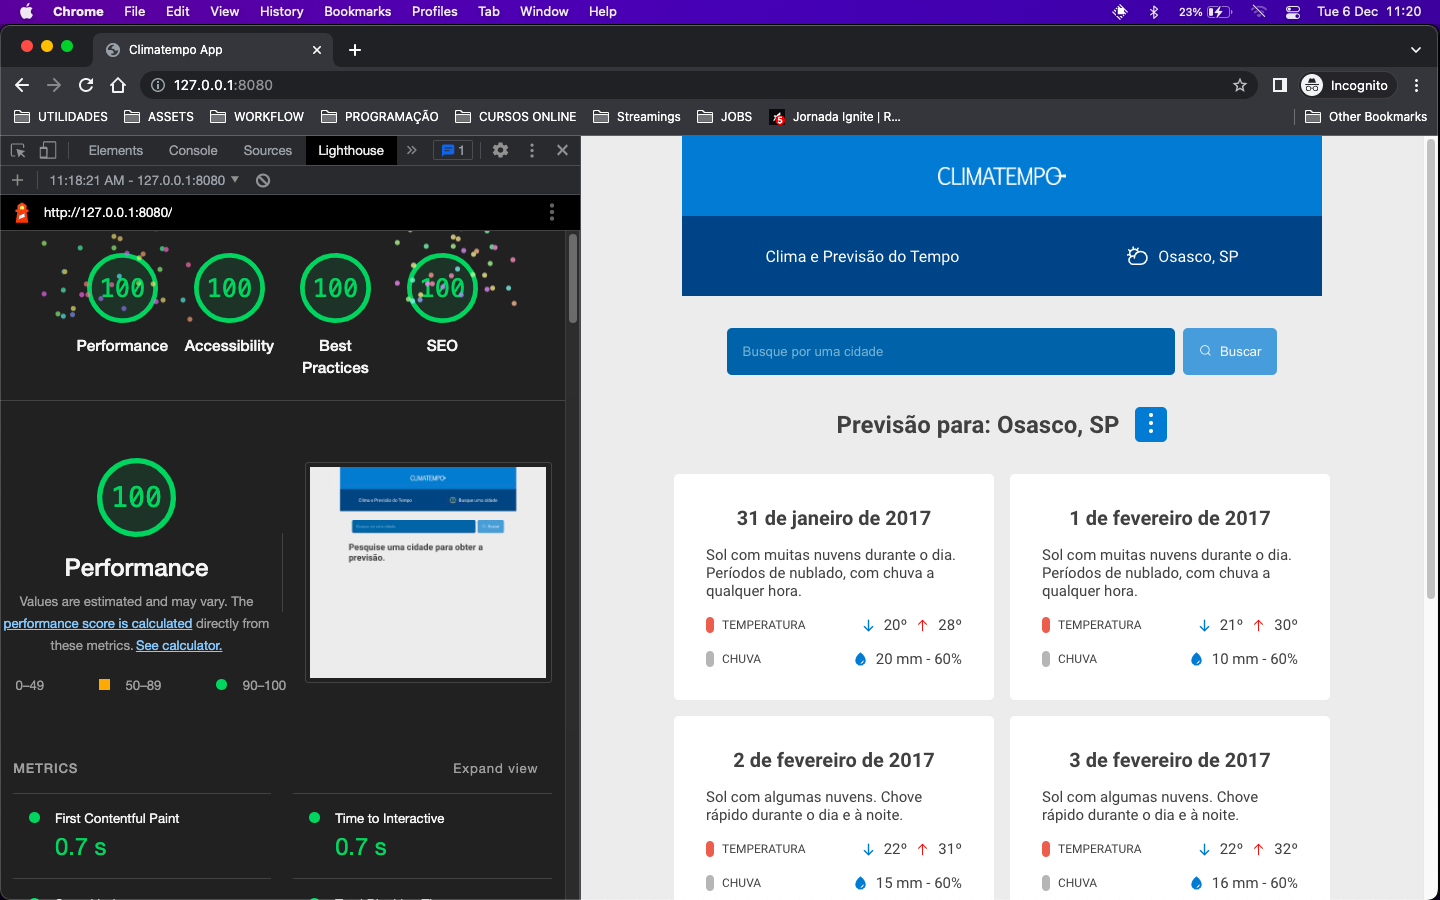 Chrome File Edit View History Bookmarks Profiles Tab Window Help 23% Tue 6 Dec 11:20
Climatempo App
127.0.0.1:8080 Incognito
UTILIDADES ASSETS WORKFLOW PROGRAMAÇÃO CURSOS ONLINE Streamings JOBS Jornada Ignite | R... Other Bookmarks
Elements Console Sources Lighthouse 1
11:18:21 AM - 127.0.0.1:8080
http://127.0.0.1:8080/
100 100 100 100
Performance Accessibility Best Practices SEO
100
Performance
Values are estimated and may vary. The
performance score is calculated directly from
these metrics. See calculator.
0–49 50–89 90–100
CLIMATEMPO
Clima e Previsão do Tempo Busque uma cidade
Pesquise uma cidade para obter a
previsão.
METRICS Expand view
First Contentful Paint
0.7 s
Time to Interactive
0.7 s
CLIMATEMPO
Clima e Previsão do Tempo Osasco, SP
Busque por uma cidade Buscar
Previsão para: Osasco, SP
31 de janeiro de 2017
Sol com muitas nuvens durante o dia.
Períodos de nublado, com chuva a
qualquer hora.
TEMPERATURA 20º 28º
CHUVA 20 mm - 60%
1 de fevereiro de 2017
Sol com muitas nuvens durante o dia.
Períodos de nublado, com chuva a
qualquer hora.
TEMPERATURA 21º 30º
CHUVA 10 mm - 60%
2 de fevereiro de 2017
Sol com algumas nuvens. Chove
rápido durante o dia e à noite.
TEMPERATURA 22º 31º
CHUVA 15 mm - 60%
3 de fevereiro de 2017
Sol com algumas nuvens. Chove
rápido durante o dia e à noite.
TEMPERATURA 22º 32º
CHUVA 16 mm - 60%